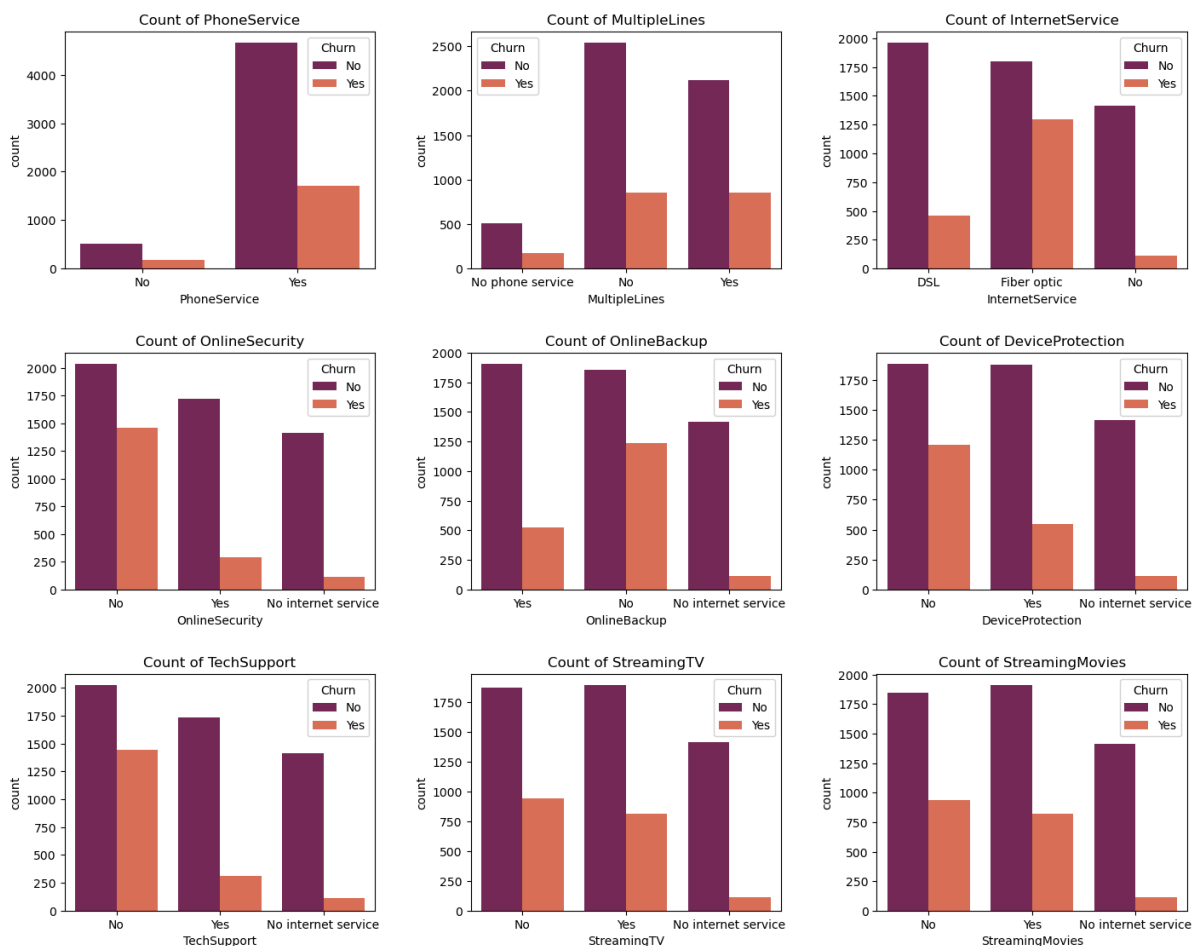 Count of PhoneService
Churn
No
Yes
4000
3000
2000
1000
0
count
No Yes
PhoneService
Count of MultipleLines
Churn
No
Yes
2500
2000
1500
1000
500
0
count
No phone service No Yes
MultipleLines
Count of InternetService
Churn
No
Yes
2000
1750
1500
1250
1000
750
500
250
0
count
DSL Fiber optic No
InternetService
Count of OnlineSecurity
Churn
No
Yes
2000
1750
1500
1250
1000
750
500
250
0
count
No Yes No internet service
OnlineSecurity
Count of OnlineBackup
Churn
No
Yes
2000
1750
1500
1250
1000
750
500
250
0
count
Yes No No internet service
OnlineBackup
Count of DeviceProtection
Churn
No
Yes
1750
1500
1250
1000
750
500
250
0
count
No Yes No internet service
DeviceProtection
Count of TechSupport
Churn
No
Yes
2000
1750
1500
1250
1000
750
500
250
0
count
No Yes No internet service
TechSupport
Count of StreamingTV
Churn
No
Yes
1750
1500
1250
1000
750
500
250
0
count
No Yes No internet service
StreamingTV
Count of StreamingMovies
Churn
No
Yes
2000
1750
1500
1250
1000
750
500
250
0
count
No Yes No internet service
StreamingMovies